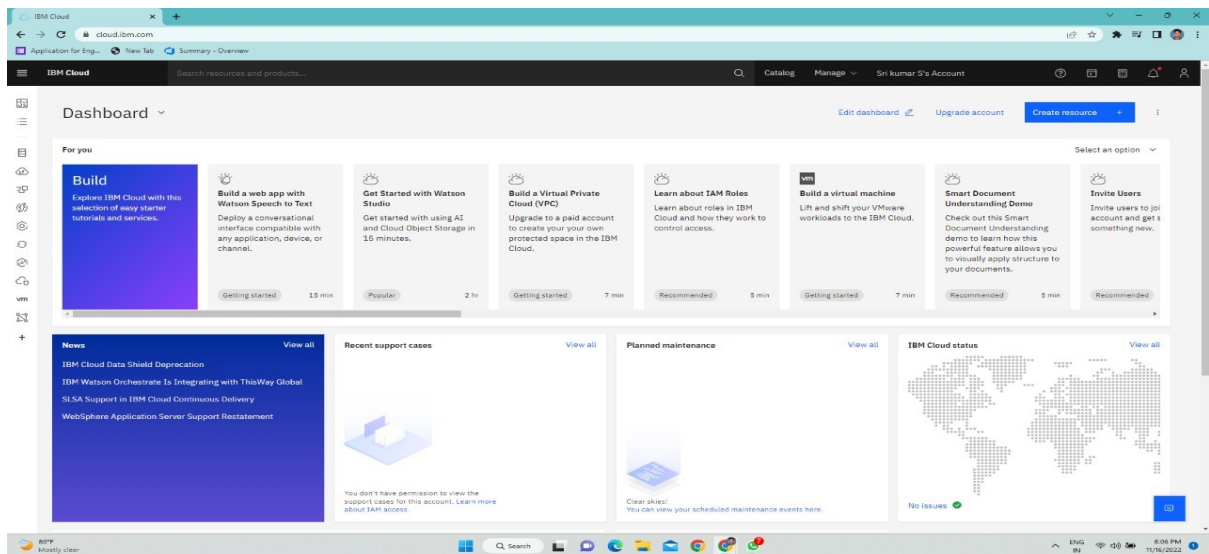 IBM Cloud
cloud.ibm.com
Application for Eng... New Tab Summary - Overview
IBM Cloud Search resources and products... Catalog Manage Sri kumar S's Account
Dashboard
Edit dashboard Upgrade account Create resource +
For you
Select an option
Build
Explore IBM Cloud with this
selection of easy starter
tutorials and services.
Build a web app with
Watson Speech to Text
Deploy a conversational
interface compatible with
any application, device, or
channel.
Getting started 15 min
Get Started with Watson
Studio
Get started with using AI
and Cloud Object Storage in
15 minutes.
Popular 2 hr
Build a Virtual Private
Cloud (VPC)
Upgrade to a paid account
to create your your own
protected space in the IBM
Cloud.
Getting started 7 min
Learn about IAM Roles
Learn about roles in IBM
Cloud and how they work to
control access.
Recommended 5 min
vm
Build a virtual machine
Lift and shift your VMware
workloads to the IBM Cloud.
Getting started 7 min
Smart Document
Understanding Demo
Check out this Smart
Document Understanding
demo to learn how this
powerful feature allows you
to visually apply structure to
your documents.
Recommended 5 min
Invite Users
Invite users to joi
account and get s
something new.
Recommended
vm
News View all
IBM Cloud Data Shield Deprecation
IBM Watson Orchestrate Is Integrating with ThisWay Global
SLSA Support in IBM Cloud Continuous Delivery
WebSphere Application Server Support Restatement
Recent support cases View all
You don't have permission to view the
support cases for this account. Learn more
about IAM access.
Planned maintenance View all
Clear skies!
You can view your scheduled maintenance events here.
IBM Cloud status View all
No issues
80°F
Mostly clear
Search
ENG
IN
8:06 PM
11/16/2022